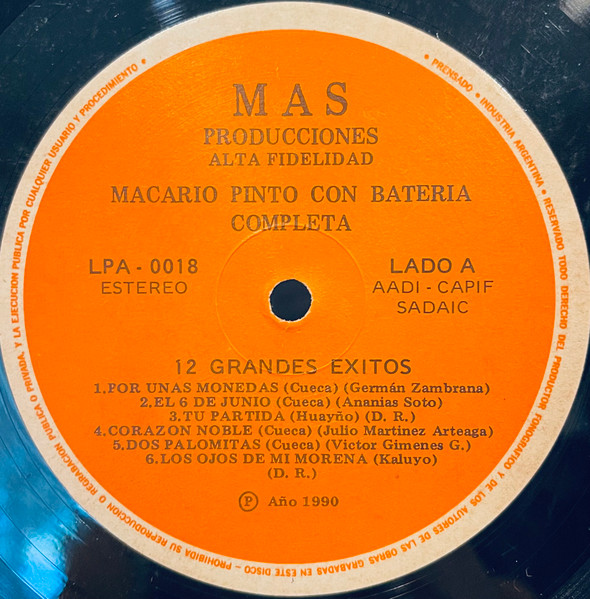 MAS
PRODUCCIONES
ALTA FIDELIDAD
MACARIO PINTO CON BATERIA
COMPLETA
LPA - 0018
ESTEREO
LADO A
AADI - CAPIF
SADAIC
12 GRANDES EXITOS
1.POR UNAS MONEDAS (Cueca) (Germán Zambrana)
2.EL 6 DE JUNIO (Cueca) (Ananias Soto)
3.TU PARTIDA (Huayño) (D. R.)
4.CORAZON NOBLE (Cueca) (Julio Martinez Arteaga)
5.DOS PALOMITAS (Cueca) (Victor Gimenes G.)
6.LOS OJOS DE MI MORENA (Kaluyo)
(D. R.)
Ⓟ Año 1990
• PRENSADO • INDUSTRIA ARGENTINA • RESERVADO TODO DERECHO DEL PRODUCTOR FONOGRAFICO Y DE LOS AUTORES DE LAS OBRAS GRABADAS EN ESTE DISCO - PROHIBIDA SU REPRODUCCION O REGRABACION PUBLICA O PRIVADA, Y LA EJECUCION PUBLICA POR CUALQUIER USUARIO Y PROCEDIMIENTO •